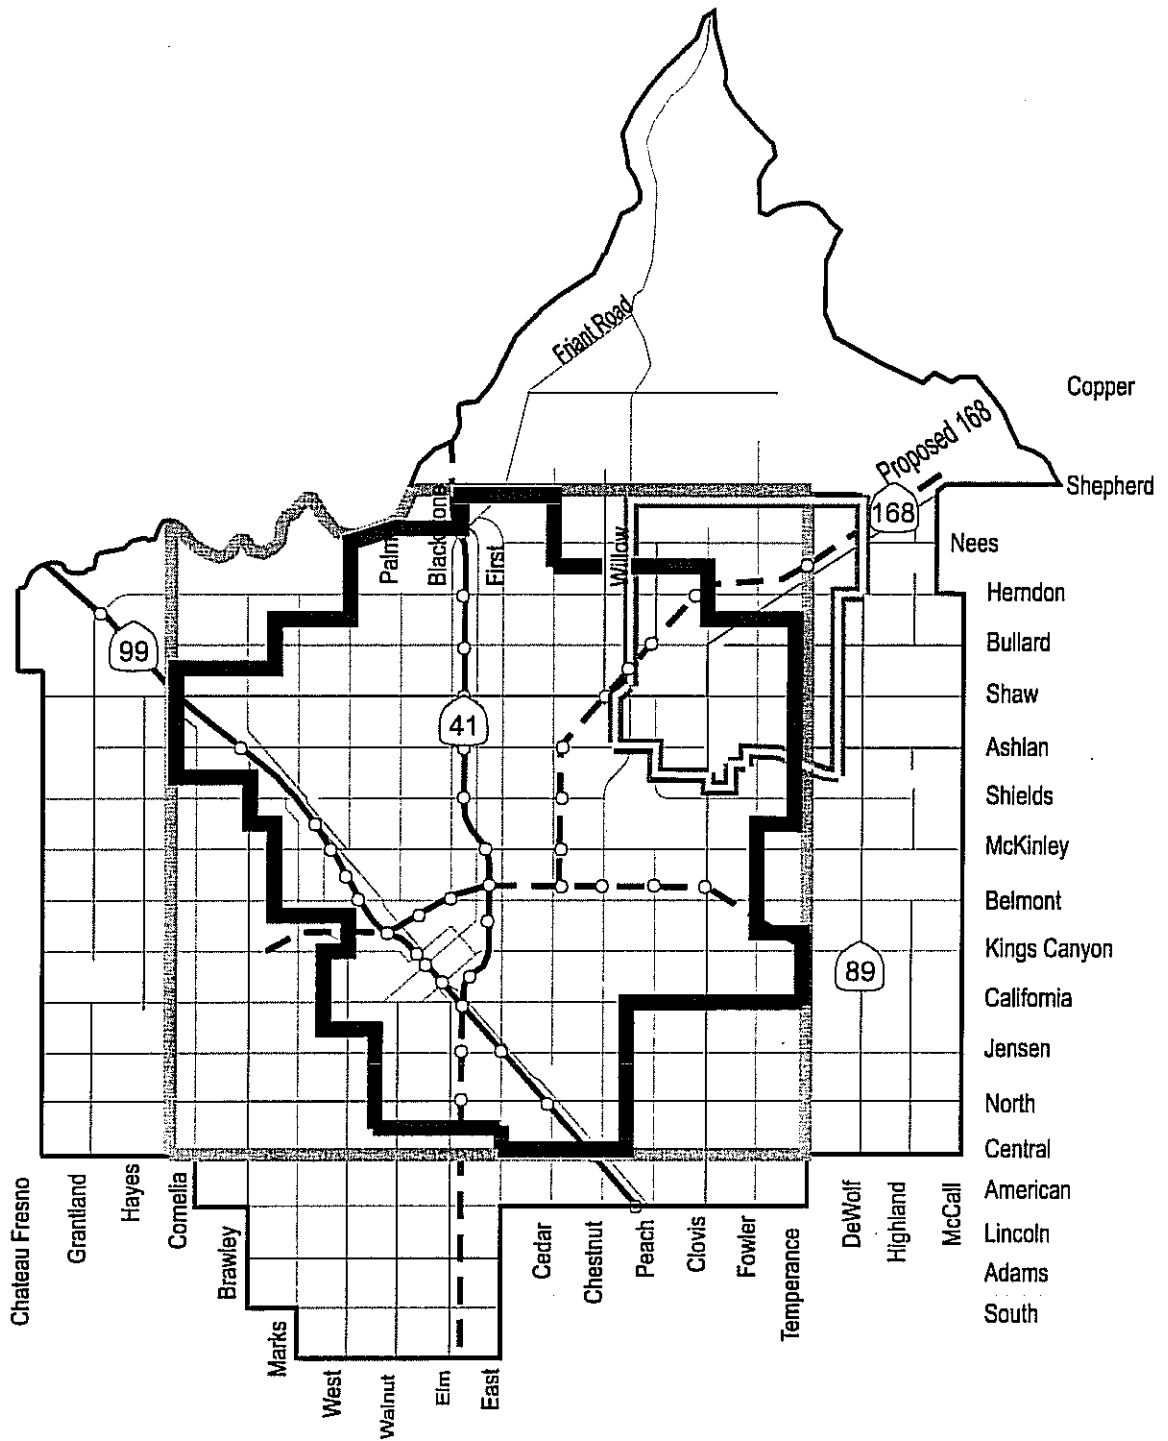 Friant Road
Copper
Proposed 168
Shepherd
168
Blackstone
Palm
First
Willow
Nees
Herndon
Bullard
99
Shaw
41
Ashlan
Shields
McKinley
Belmont
Kings Canyon
89
California
Jensen
North
Central
American
Lincoln
Adams
South
Chateau Fresno
Grantland
Hayes
Cornelia
Brawley
Marks
West
Walnut
Elm
East
Cedar
Chestnut
Peach
Clovis
Fowler
Temperance
DeWolf
Highland
McCall